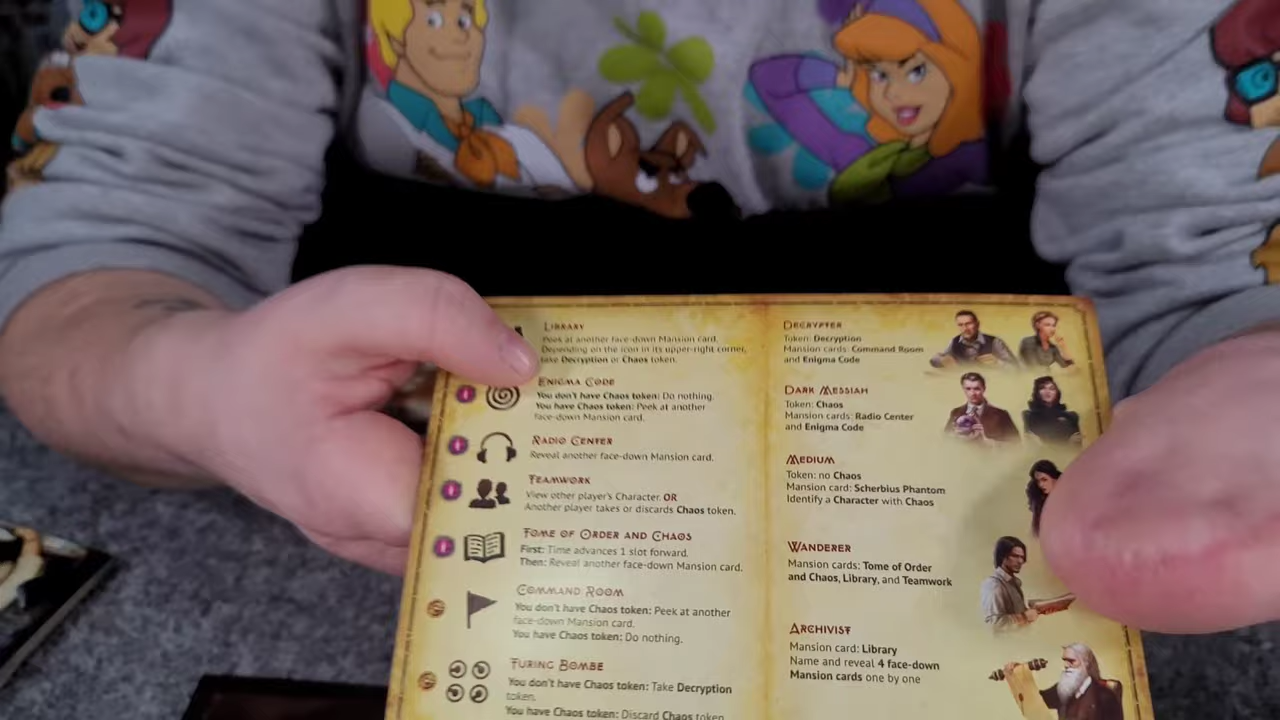 LIBRARY
Peek at another face-down Mansion card.
Depending on the icon in its upper-right corner,
take Decryption or Chaos token.
ENIGMA CODE
You don't have Chaos token: Do nothing.
You have Chaos token: Peek at another
face-down Mansion card.
RADIO CENTER
Reveal another face-down Mansion card.
TEAMWORK
View other player's Character. OR
Another player takes or discards Chaos token.
TOME OF ORDER AND CHAOS
First: Time advances 1 slot forward.
Then: Reveal another face-down Mansion card.
COMMAND ROOM
You don't have Chaos token: Peek at another
face-down Mansion card.
You have Chaos token: Do nothing.
TURING BOMBE
You don't have Chaos token: Take Decryption
token.
You have Chaos token: Discard Chaos token
DECRYPTER
Token: Decryption
Mansion cards: Command Room
and Enigma Code
DARK MESSIAH
Token: Chaos
Mansion cards: Radio Center
and Enigma Code
MEDIUM
Token: no Chaos
Mansion card: Scherbius Phantom
Identify a Character with Chaos
WANDERER
Mansion cards: Tome of Order
and Chaos, Library, and Teamwork
ARCHIVIST
Mansion card: Library
Name and reveal 4 face-down
Mansion cards one by one